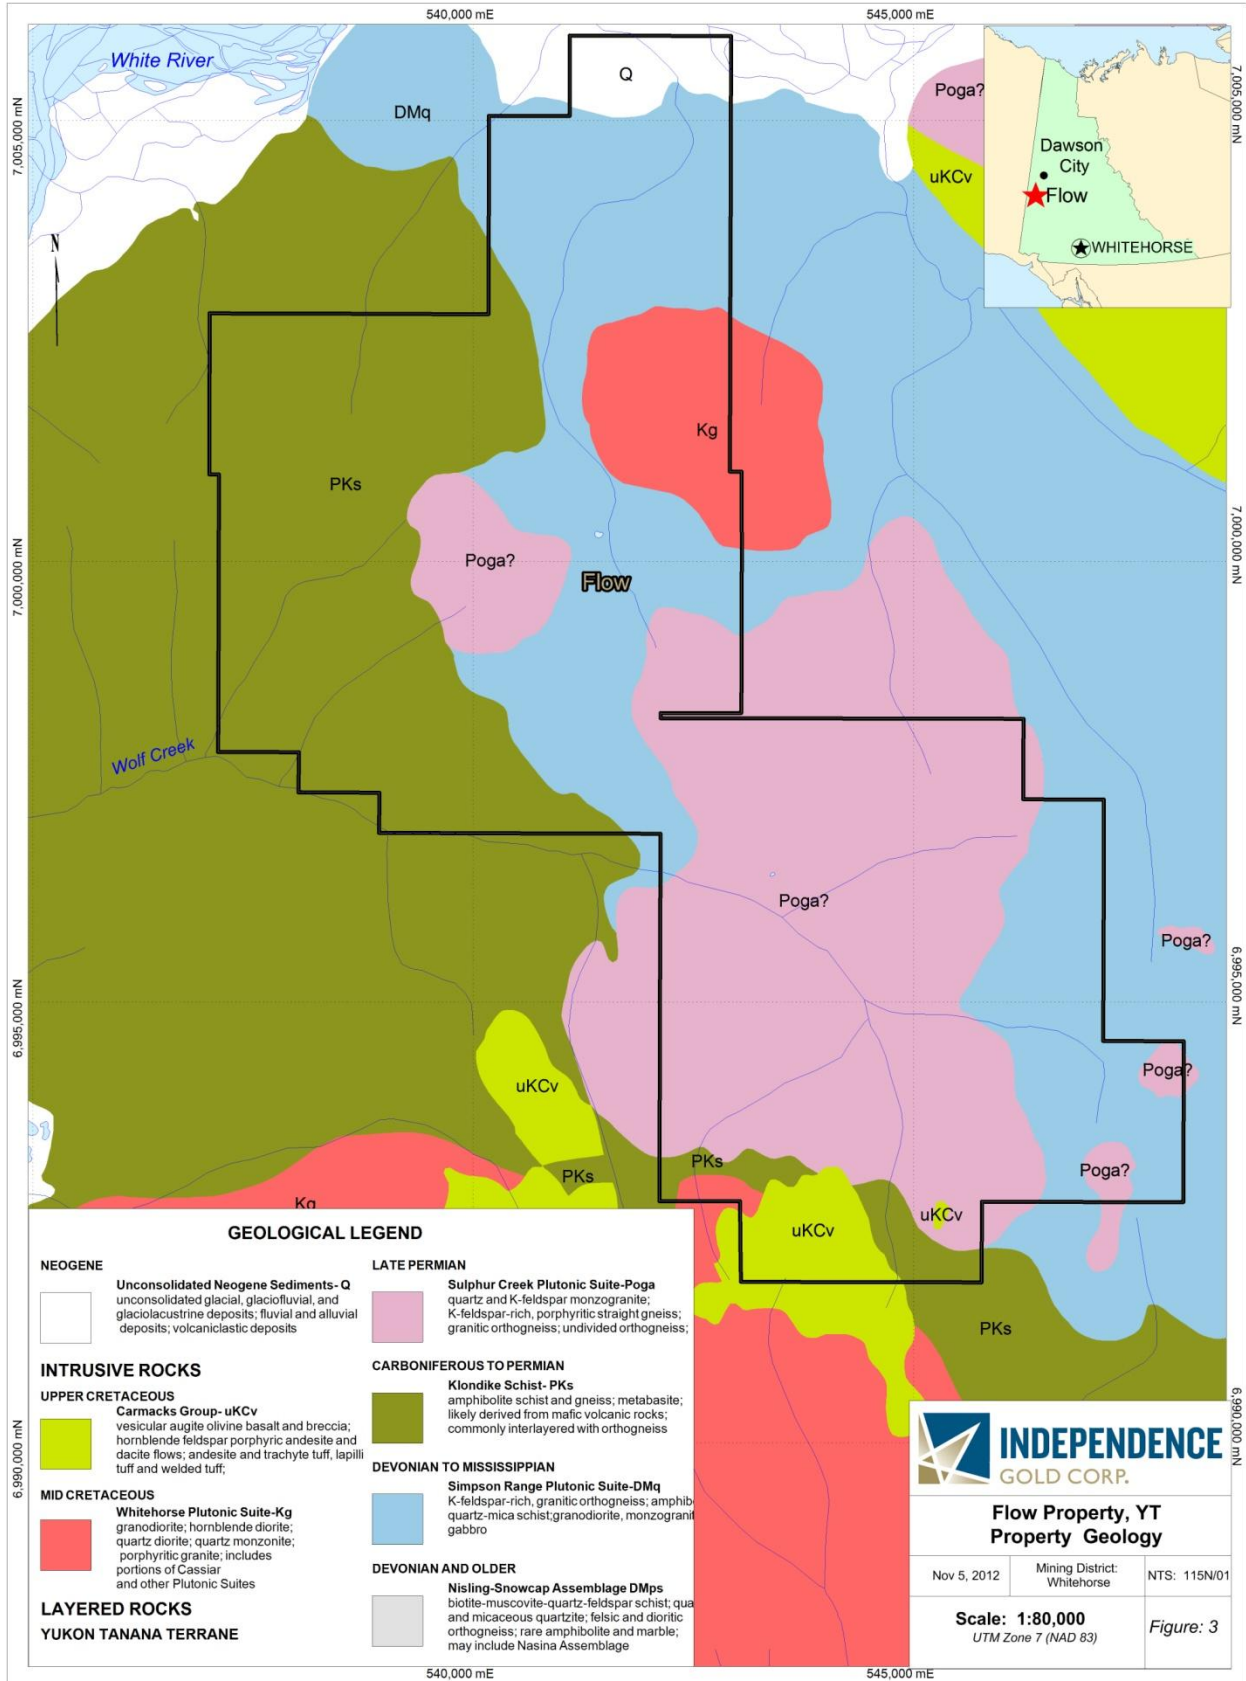 540,000 mE
545,000 mE
White River
Q
DMq
Poga?
uKCv
7,005,000 mN
7,005,000 mN
Dawson
City
Flow
WHITEHORSE
N
Kg
PKs
Poga?
Flow
7,000,000 mN
7,000,000 mN
Wolf Creek
Poga?
Poga?
6,995,000 mN
6,995,000 mN
Poga?
uKCv
PKs
PKs
Poga?
Kg
uKCv
uKCv
PKs
6,990,000 mN
6,990,000 mN
GEOLOGICAL LEGEND
NEOGENE
Unconsolidated Neogene Sediments- Q
unconsolidated glacial, glaciofluvial, and
glaciolacustrine deposits; fluvial and alluvial
deposits; volcaniclastic deposits
INTRUSIVE ROCKS
UPPER CRETACEOUS
Carmacks Group- uKCv
vesicular augite olivine basalt and breccia;
hornblende feldspar porphyric andesite and
dacite flows; andesite and trachyte tuff, lapilli
tuff and welded tuff;
MID CRETACEOUS
Whitehorse Plutonic Suite-Kg
granodiorite; hornblende diorite;
quartz diorite; quartz monzonite;
porphyritic granite; includes
portions of Cassiar
and other Plutonic Suites
LAYERED ROCKS
YUKON TANANA TERRANE
LATE PERMIAN
Sulphur Creek Plutonic Suite-Poga
quartz and K-feldspar monzogranite;
K-feldspar-rich, porphyritic straight gneiss;
granitic orthogneiss; undivided orthogneiss;
CARBONIFEROUS TO PERMIAN
Klondike Schist- PKs
amphibolite schist and gneiss; metabasite;
likely derived from mafic volcanic rocks;
commonly interlayered with orthogneiss
DEVONIAN TO MISSISSIPPIAN
Simpson Range Plutonic Suite-DMq
K-feldspar-rich, granitic orthogneiss; amphib
quartz-mica schist;granodiorite, monzogranit
gabbro
DEVONIAN AND OLDER
Nisling-Snowcap Assemblage DMps
biotite-muscovite-quartz-feldspar schist; qua
and micaceous quartzite; felsic and dioritic
orthogneiss; rare amphibolite and marble;
may include Nasina Assemblage
INDEPENDENCE
GOLD CORP.
Flow Property, YT
Property Geology
Nov 5, 2012
Mining District:
Whitehorse
NTS: 115N/01
Scale: 1:80,000
UTM Zone 7 (NAD 83)
Figure: 3
540,000 mE
545,000 mE